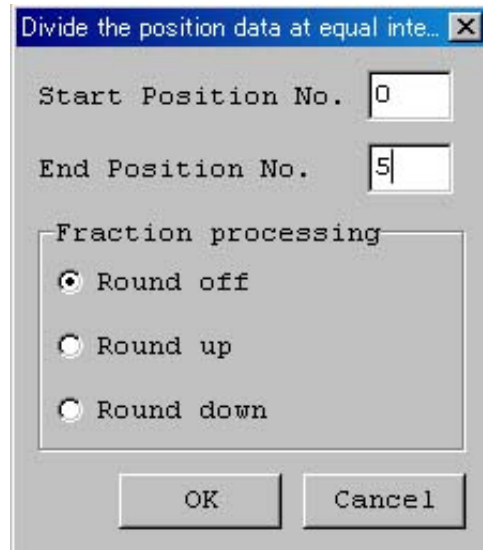 Divide the position data at equal inte...
Start Position No. 0
End Position No. 5
Fraction processing
Round off
Round up
Round down
OK Cancel